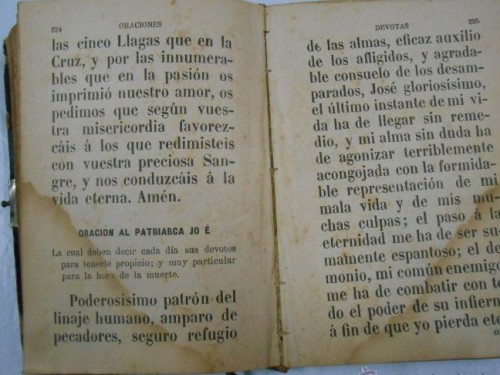 224 ORACIONES
las cinco Llagas que en la
Cruz, y por las innumera-
bles que en la pasión os
imprimió nuestro amor, os
pedimos que según vues-
tra misericordia favorez-
cáis á los que redimisteis
con vuestra preciosa San-
gre, y nos conduzcáis á la
vida eterna. Amén.
ORACION AL PATRIARCA JO É
La cual deben decir cada día sus devotos
para tenerle propicio; y muy particular
para la hora de la muerte.
Poderosísimo patrón del
linaje humano, amparo de
pecadores, seguro refugio
DEVOTAS 225
de las almas, eficaz auxilio
de los afligidos, y agrada-
ble consuelo de los desam-
parados, José gloriosísimo,
el último instante de mi vi-
da ha de llegar sin reme-
dio, y mi alma sin duda ha
de agonizar terriblemente
acongojada con la formida-
ble representación de mi
mala vida y de mis mu-
chas culpas; el paso á la
eternidad me ha de ser su-
mamente espantoso; el de-
monio, mi común enemigo
me ha de combatir con to-
do el poder de su infierno
á fin de que yo pierda eter